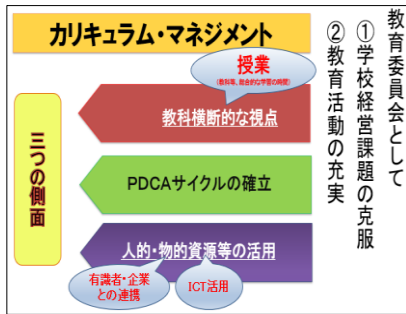 教育委員会として
①学校経営課題の克服
②教育活動の充実
カリキュラム・マネジメント
授業
(教科等、総合的な学習の時間)
三つの側面
教科横断的な視点
PDCAサイクルの確立
人的・物的資源等の活用
有識者・企業
との連携
ICT活用